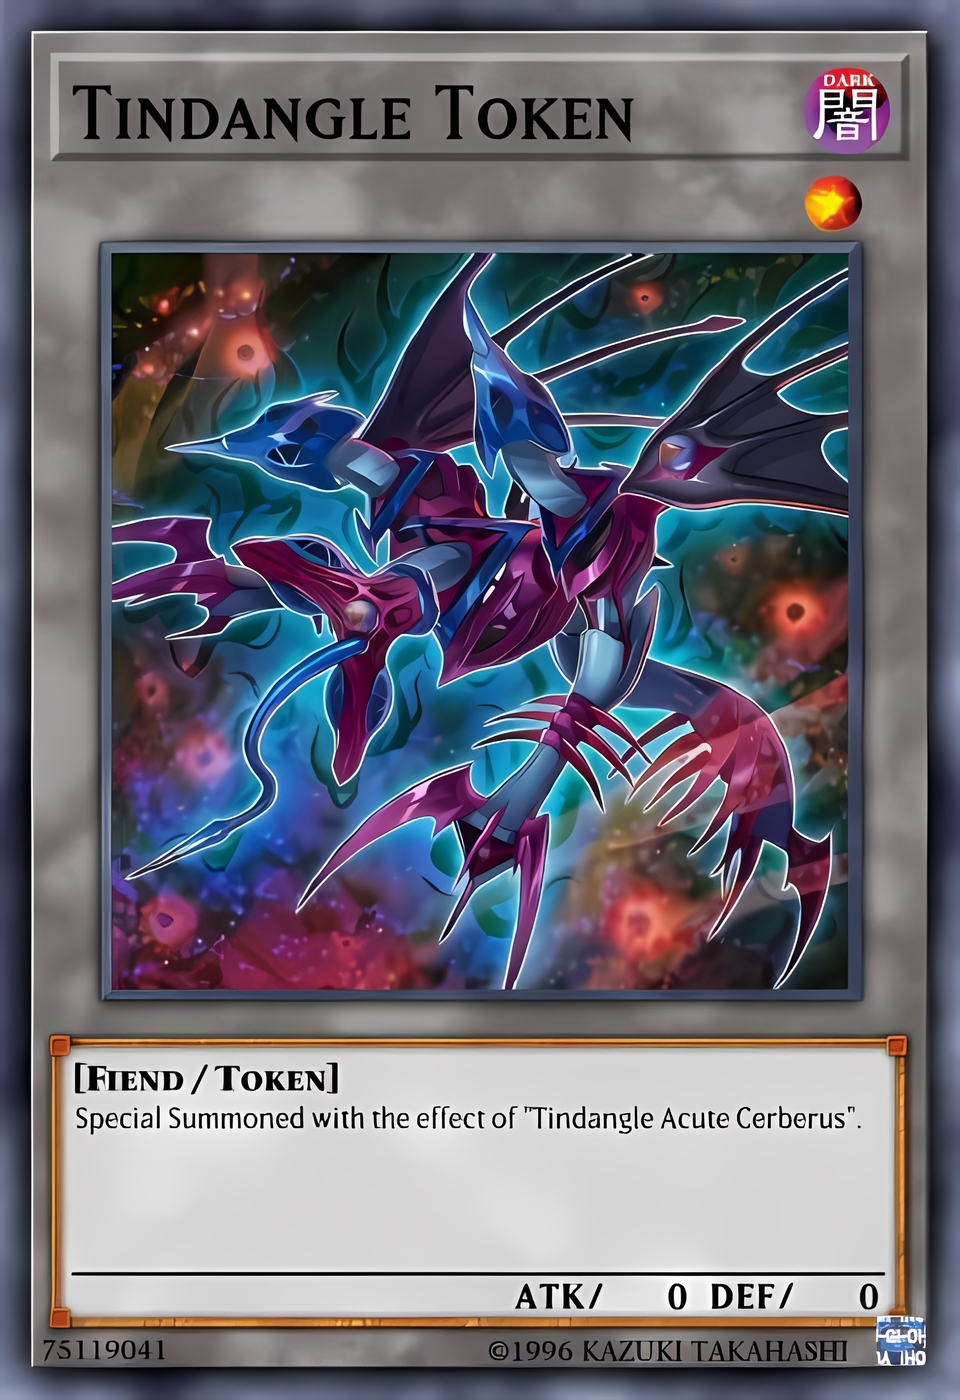 TINDANGLE TOKEN
DARK
闇
[FIEND / TOKEN]
Special Summoned with the effect of "Tindangle Acute Cerberus".
ATK/ 0 DEF/ 0
75119041
©1996 KAZUKI TAKAHASHI